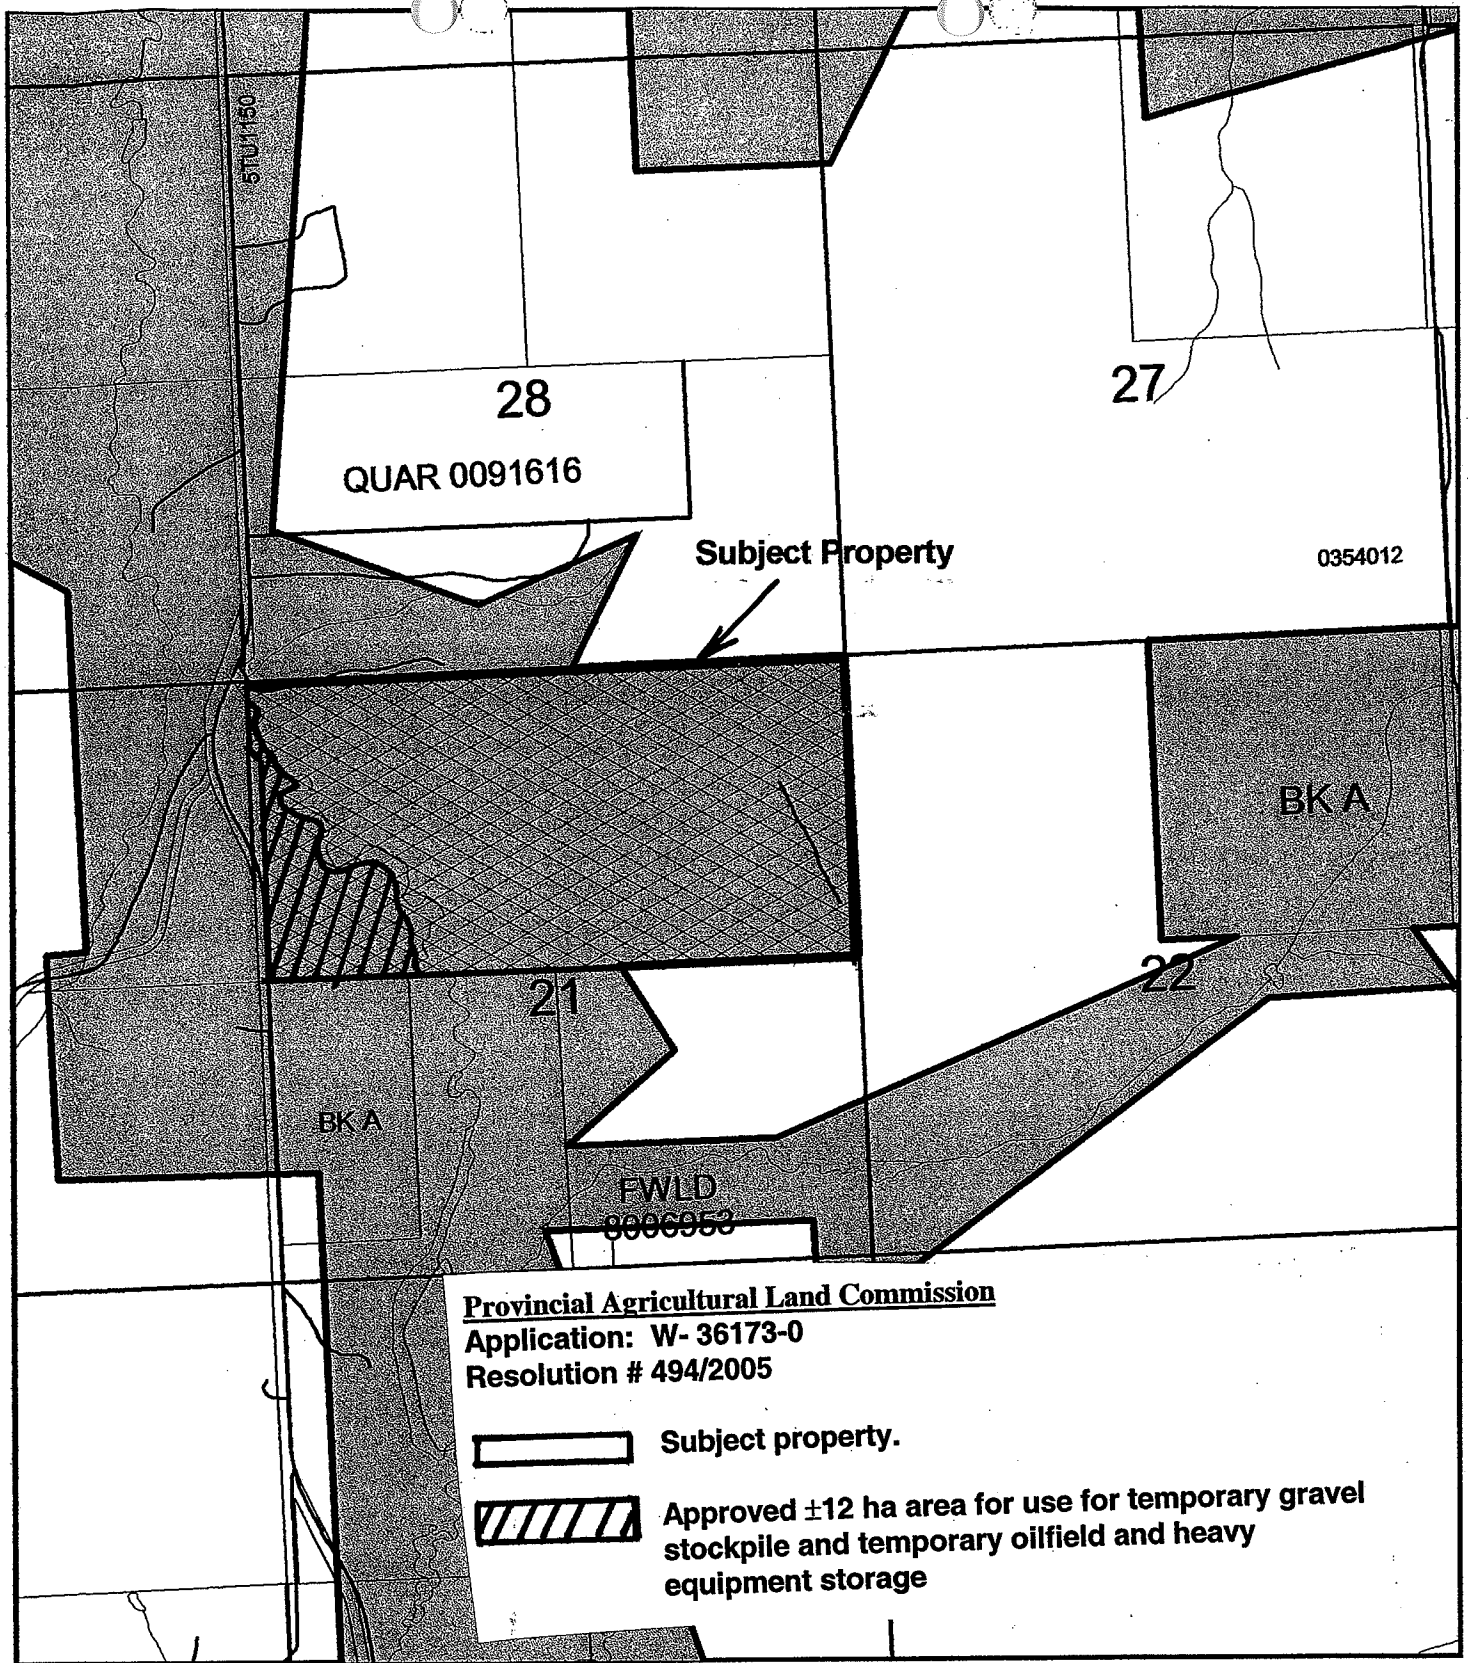 5TU1150
28
27
QUAR 0091616
Subject Property
0354012
BK A
22
21
BK A
FWLD
8006953
Provincial Agricultural Land Commission
Application: W- 36173-0
Resolution # 494/2005
Subject property.
Approved ±12 ha area for use for temporary gravel
stockpile and temporary oilfield and heavy
equipment storage